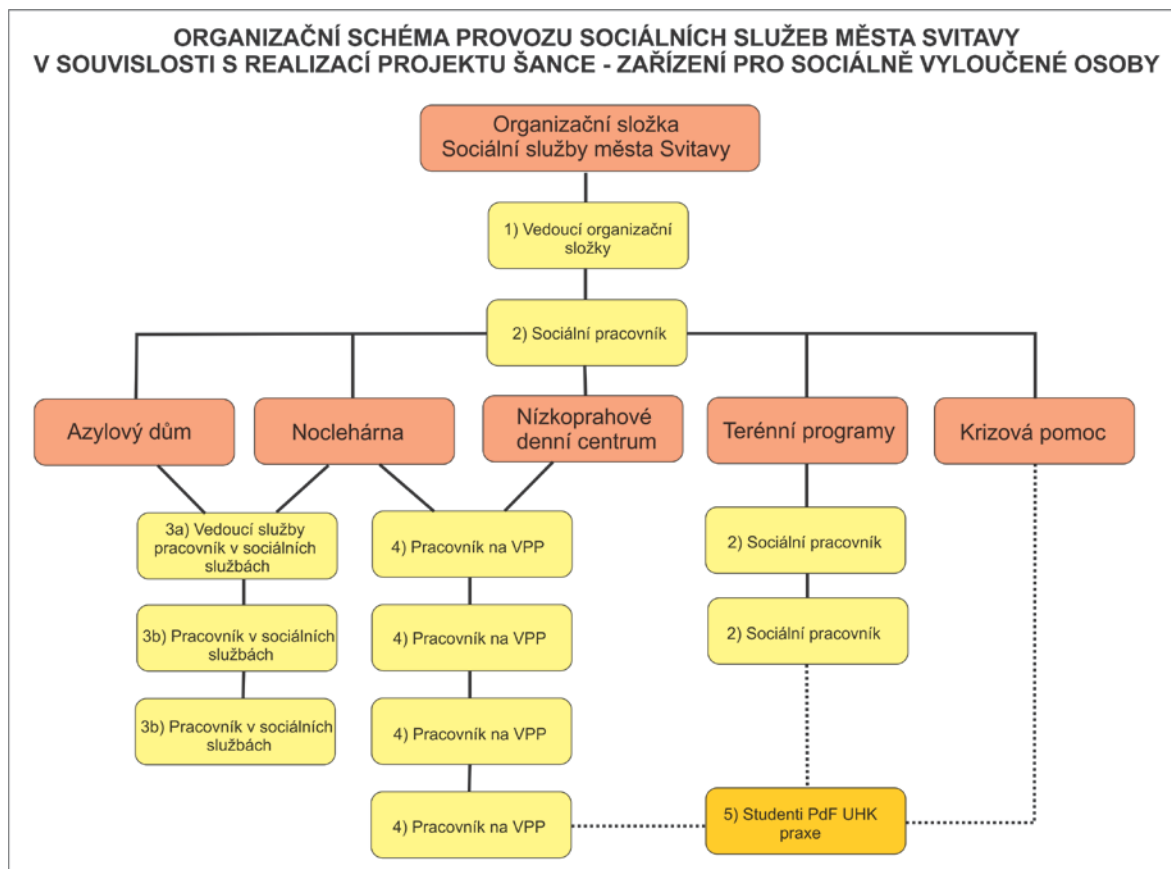 ORGANIZAČNÍ SCHÉMA PROVOZU SOCIÁLNÍCH SLUŽEB MĚSTA SVITAVY
V SOUVISLOSTI S REALIZACÍ PROJEKTU ŠANCE - ZAŘÍZENÍ PRO SOCIÁLNĚ VYLOUČENÉ OSOBY
Organizační složka
Sociální služby města Svitavy
1) Vedoucí organizační
složky
2) Sociální pracovník
Azylový dům
Noclehárna
Nízkoprahové
denní centrum
Terénní programy
Krizová pomoc
3a) Vedoucí služby
pracovník v sociálních
službách
4) Pracovník na VPP
2) Sociální pracovník
3b) Pracovník v sociálních
službách
4) Pracovník na VPP
2) Sociální pracovník
3b) Pracovník v sociálních
službách
4) Pracovník na VPP
4) Pracovník na VPP
5) Studenti PdF UHK
praxe